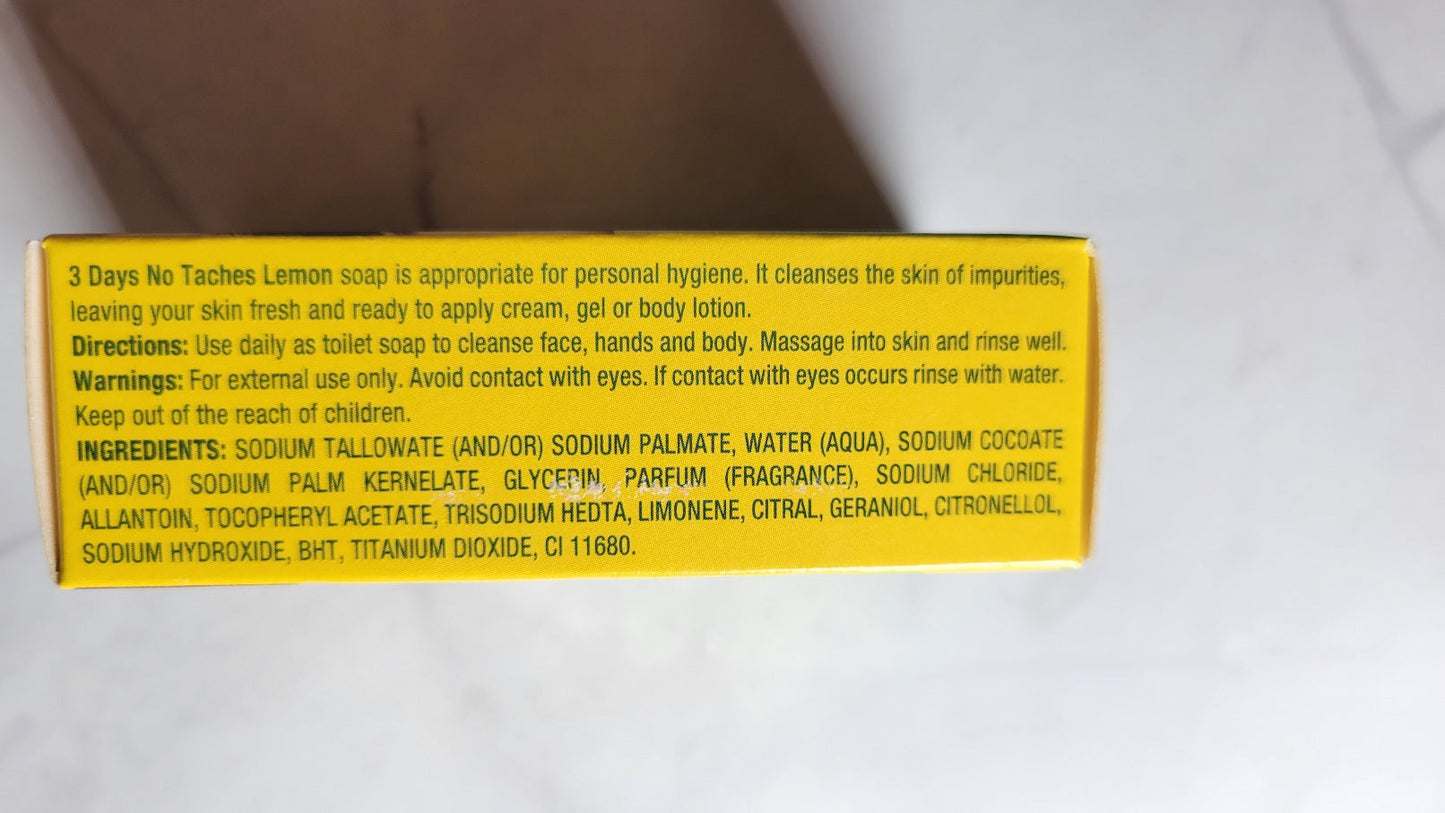 3 Days No Taches Lemon soap is appropriate for personal hygiene. It cleanses the skin of impurities,
leaving your skin fresh and ready to apply cream, gel or body lotion.
Directions: Use daily as toilet soap to cleanse face, hands and body. Massage into skin and rinse well.
Warnings: For external use only. Avoid contact with eyes. If contact with eyes occurs rinse with water.
Keep out of the reach of children.
INGREDIENTS: SODIUM TALLOWATE (AND/OR) SODIUM PALMATE, WATER (AQUA), SODIUM COCOATE
(AND/OR) SODIUM PALM KERNELATE, GLYCERIN, PARFUM (FRAGRANCE), SODIUM CHLORIDE,
ALLANTOIN, TOCOPHERYL ACETATE, TRISODIUM HEDTA, LIMONENE, CITRAL, GERANIOL, CITRONELLOL,
SODIUM HYDROXIDE, BHT, TITANIUM DIOXIDE, CI 11680.